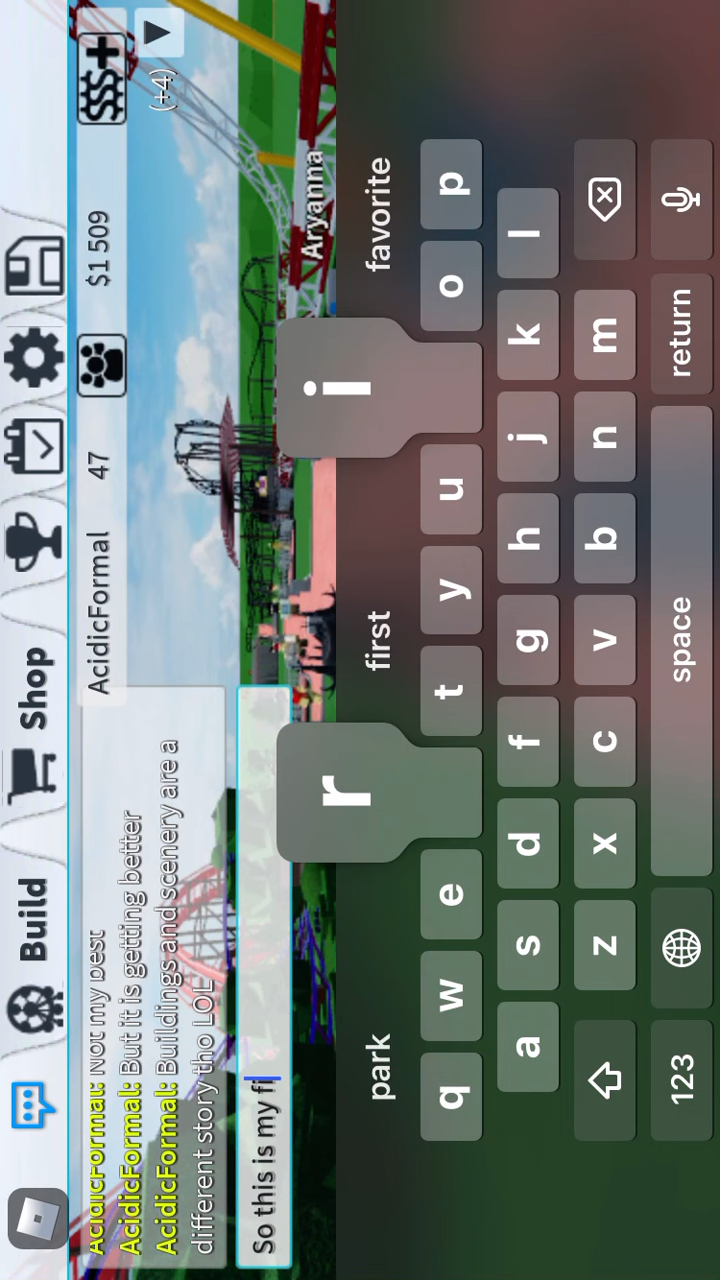 Build
Shop
AcidicFormal 47 $1 509
(+4)
AcidicFormal: Not my best
AcidicFormal: But it is getting better
AcidicFormal: Buildings and scenery are a
different story tho LOL
So this is my fi
Aryanna
park first favorite
q w e r t y u i o p
a s d f g h j k l
z x c v b n m
123 space return